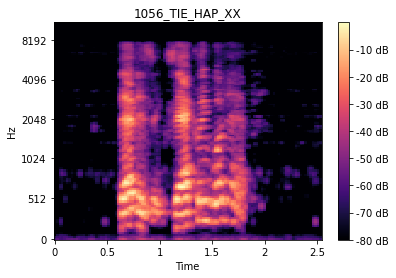 1056_TIE_HAP_XX
8192
4096
2048
1024
512
0
Hz
0
0.5
1
1.5
2
2.5
Time
-10 dB
-20 dB
-30 dB
-40 dB
-50 dB
-60 dB
-70 dB
-80 dB